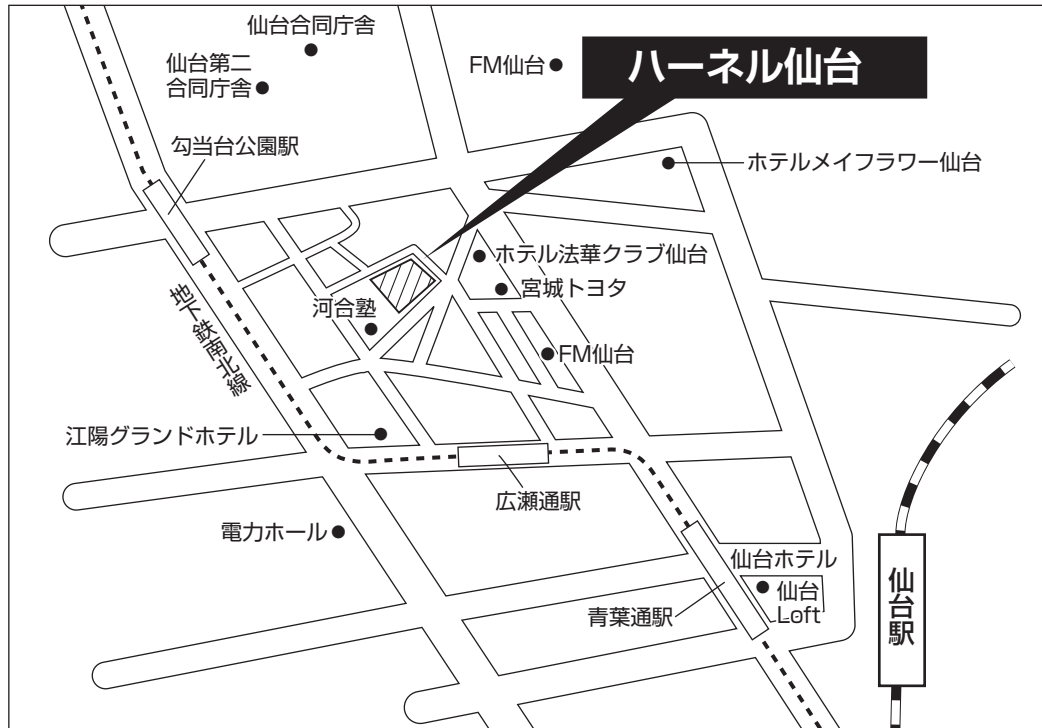 仙台合同庁舎
仙台第二
合同庁舎
FM仙台
ハーネル仙台
勾当台公園駅
ホテルメイフラワー仙台
ホテル法華クラブ仙台
宮城トヨタ
地下鉄南北線
河合塾
FM仙台
江陽グランドホテル
広瀬通駅
電力ホール
仙台ホテル
仙台
Loft
青葉通駅
仙台駅